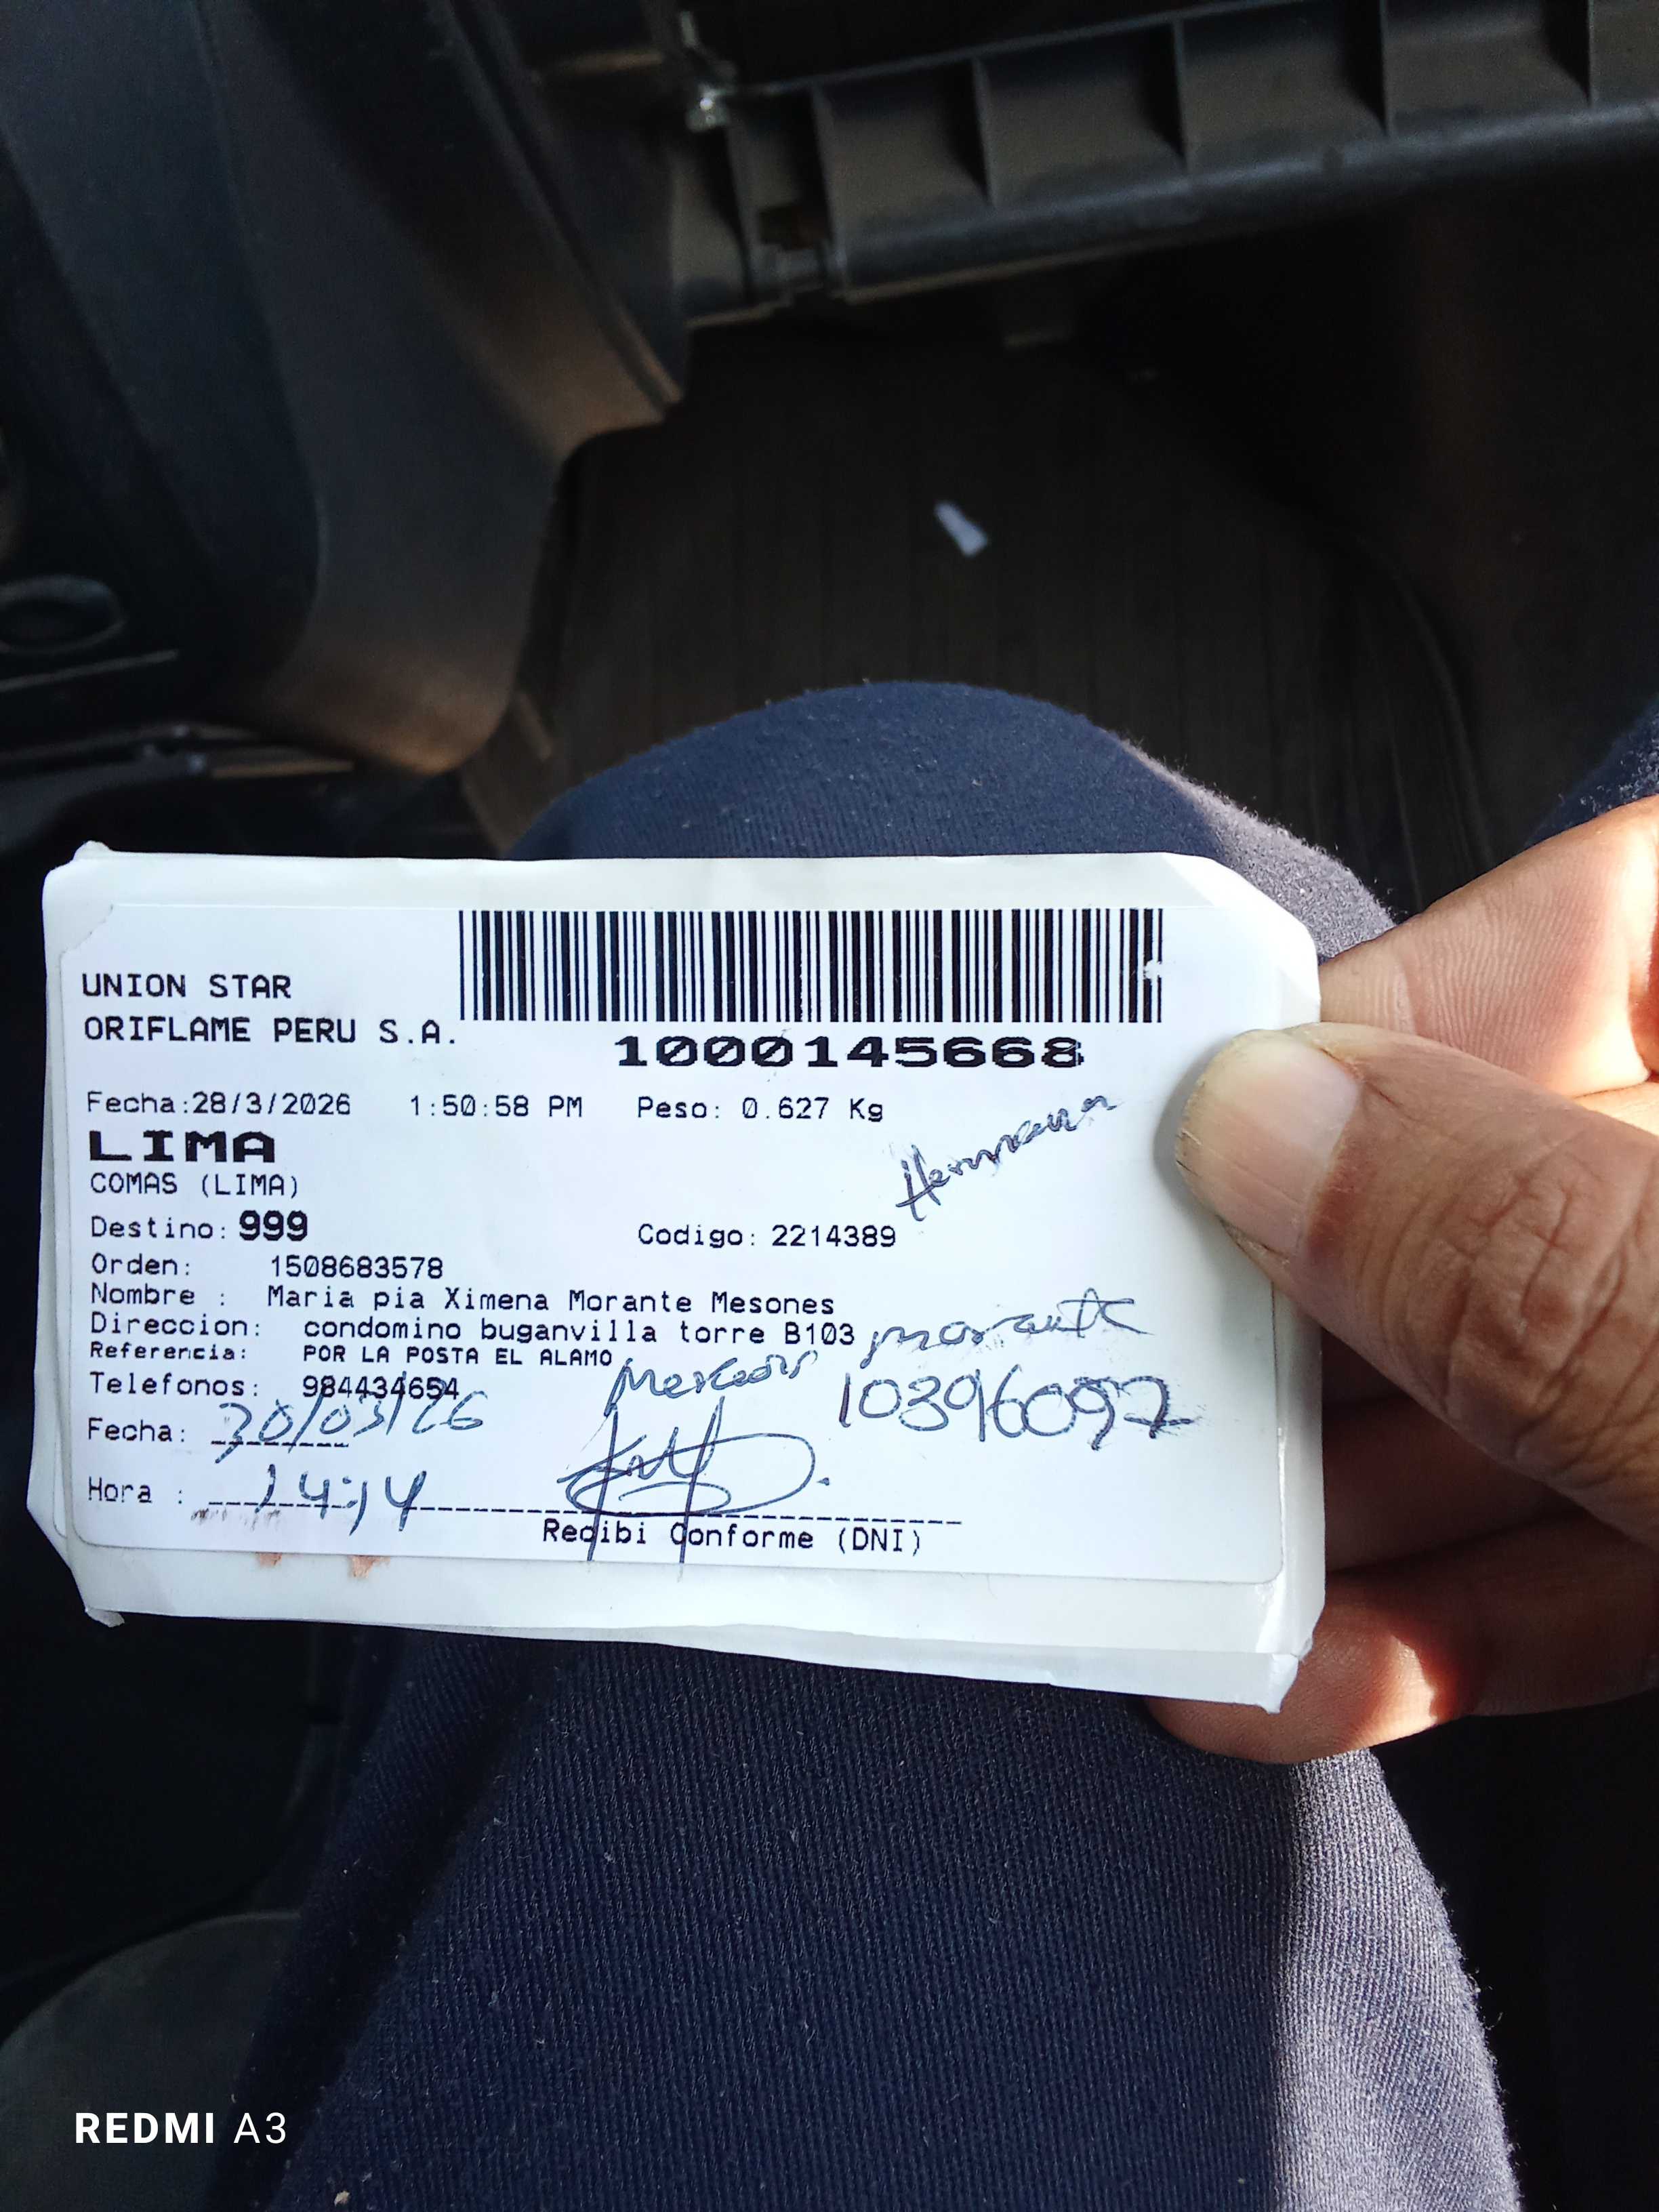 UNION STAR
ORIFLAME PERU S.A.
1000145668
Fecha:28/3/2026 1:50:58 PM Peso: 0.627 Kg
LIMA
COMAS (LIMA)
Hermana
Destino: 999 Codigo: 2214389
Orden: 1508683578
Nombre : Maria pia Ximena Morante Mesones
Direccion: condomino buganvilla torre B103 morante
Referencia: POR LA POSTA EL ALAMO
Telefonos: 984434654
10396097
Fecha: 30/03/26
Hora : 14:14
Recibi Conforme (DNI)
REDMI A3